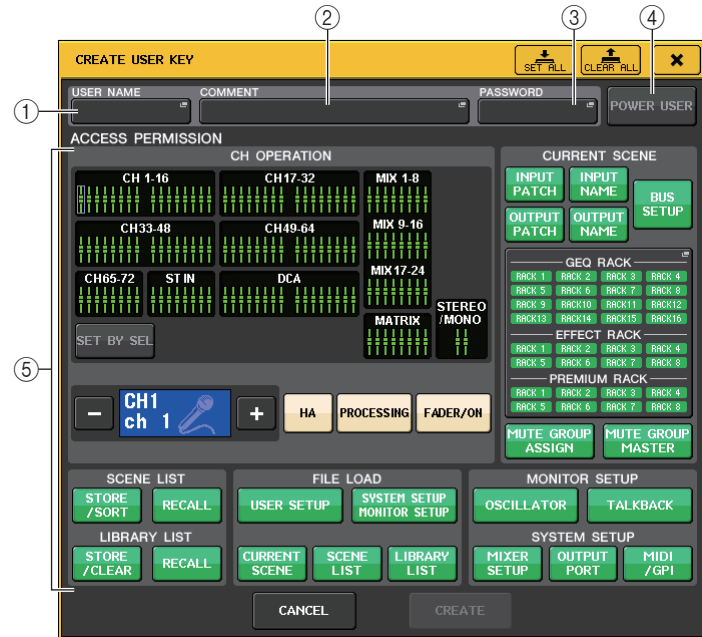 ① ② ③ ④ ⑤
CREATE USER KEY
SET ALL
CLEAR ALL
USER NAME
COMMENT
PASSWORD
POWER USER
ACCESS PERMISSION
CH OPERATION
CH 1-16
CH17-32
MIX 1-8
CH33-48
CH49-64
MIX 9-16
CH65-72
ST IN
DCA
MIX17-24
MATRIX
STEREO
/MONO
SET BY SEL
CH1
ch 1
−
+
HA
PROCESSING
FADER/ON
CURRENT SCENE
INPUT
PATCH
INPUT
NAME
BUS
SETUP
OUTPUT
PATCH
OUTPUT
NAME
GEQ RACK
RACK 1 RACK 2 RACK 3 RACK 4
RACK 5 RACK 6 RACK 7 RACK 8
RACK 9 RACK10 RACK11 RACK12
RACK13 RACK14 RACK15 RACK16
EFFECT RACK
RACK 1 RACK 2 RACK 3 RACK 4
RACK 5 RACK 6 RACK 7 RACK 8
PREMIUM RACK
RACK 1 RACK 2 RACK 3 RACK 4
RACK 5 RACK 6 RACK 7 RACK 8
MUTE GROUP
ASSIGN
MUTE GROUP
MASTER
SCENE LIST
STORE
/SORT
RECALL
LIBRARY LIST
STORE
/CLEAR
RECALL
FILE LOAD
USER SETUP
SYSTEM SETUP
MONITOR SETUP
CURRENT
SCENE
SCENE
LIST
LIBRARY
LIST
MONITOR SETUP
OSCILLATOR
TALKBACK
SYSTEM SETUP
MIXER
SETUP
OUTPUT
PORT
MIDI
/GPI
CANCEL
CREATE